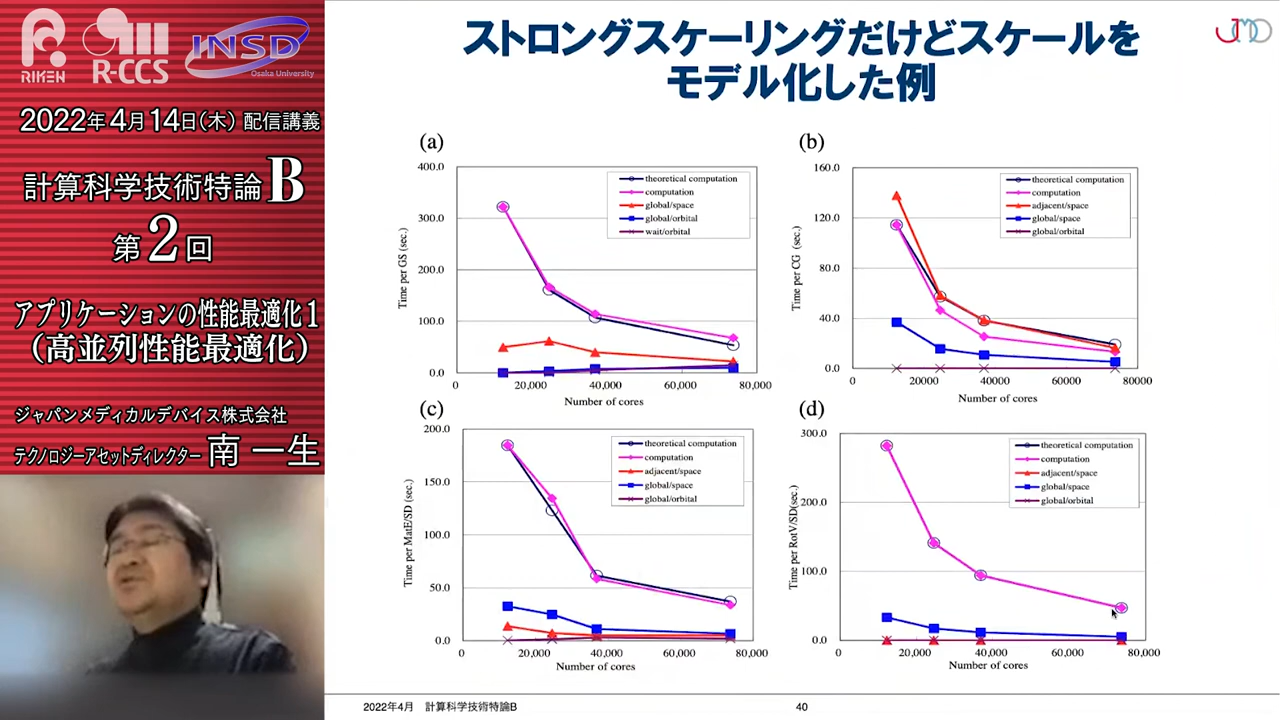 RIKEN
R-CCS
INSD
Osaka University
2022年4月14日(木) 配信講義
計算科学技術特論B
第2回
アプリケーションの性能最適化1
(高並列性能最適化)
ジャパンメディカルデバイス株式会社
テクノロジーアセットディレクター 南 一生
ストロングスケーリングだけどスケールを
モデル化した例
JMD
(a)
400.0
300.0
200.0
100.0
0.0
Time per GS (sec.)
theoretical computation
computation
global/space
global/orbital
wait/orbital
0 20,000 40,000 60,000 80,000
Number of cores
(b)
160.0
120.0
80.0
40.0
0.0
Time per CG (sec.)
theoretical computation
computation
adjacent/space
global/space
global/orbital
0 20000 40000 60000 80000
Number of cores
(c)
200.0
150.0
100.0
50.0
0.0
Time per MatE/SD (sec.)
theoretical computation
computation
adjacent/space
global/space
global/orbital
0 20,000 40,000 60,000 80,000
Number of cores
(d)
300.0
200.0
100.0
0.0
Time per RotV/SD(sec.)
theoretical computation
computation
adjacent/space
global/space
global/orbital
0 20,000 40,000 60,000 80,000
Number of cores
2022年4月 計算科学技術特論B
40